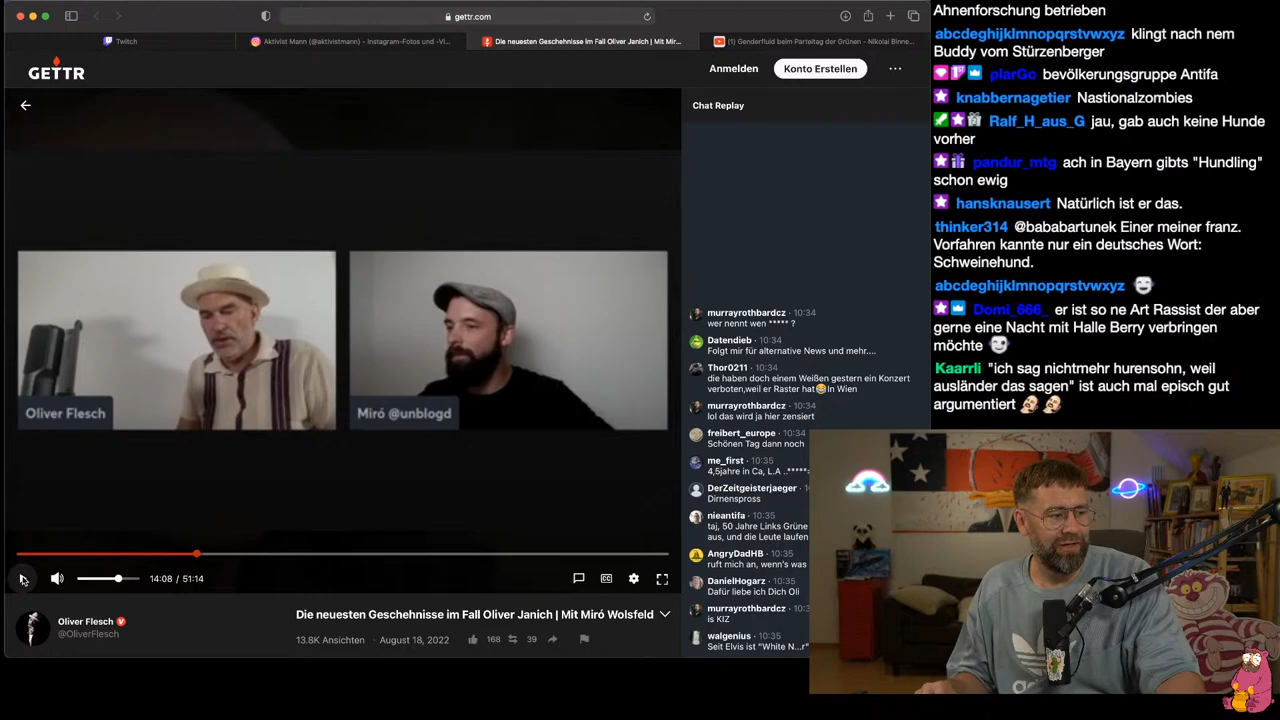 gettr.com
Twitch
Aktivist Mann (@aktivistmann) • Instagram-Fotos und -Vi...
Die neuesten Geschehnisse im Fall Oliver Janich | Mit Mir...
(1) Genderfluid beim Parteitag der Grünen - Nikolai Binne...
GETTR
Anmelden
Konto Erstellen
Chat Replay
Oliver Flesch
Miró @unblogd
murrayrothbardcz · 10:34
wer nennt wen ***** ?
Datendieb · 10:34
Folgt mir für alternative News und mehr....
Thor0211 · 10:34
die haben doch einem Weißen gestern ein Konzert
verboten,weil er Raster hat😂In Wien
murrayrothbardcz · 10:34
lol das wird ja hier zensiert
freibert_europe · 10:34
Schönen Tag dann noch
me_first · 10:35
4,5jahre in Ca, L.A ..*****=
DerZeitgeisterjaeger · 10
Dirnenspross
nieantifa · 10:35
taj, 50 Jahre Links Grüne
aus, und die Leute laufen
AngryDadHB · 10:35
ruft mich an, wenn's was
DanielHogarz · 10:35
Dafür liebe ich Dich Oli
murrayrothbardcz · 10:3
is KIZ
walgenius · 10:35
Seit Elvis ist "White N...r"
14:08 / 51:14
CC
Oliver Flesch
@OliverFlesch
Die neuesten Geschehnisse im Fall Oliver Janich | Mit Miró Wolsfeld
13.8K Ansichten • August 18, 2022
168
39
Ahnenforschung betrieben
abcdeghijklmnopqrstvwxyz klingt nach nem
Buddy vom Stürzenberger
plarGo bevölkerungsgruppe Antifa
knabbernagetier Nastionalzombies
Ralf_H_aus_G jau, gab auch keine Hunde
vorher
pandur_mtg ach in Bayern gibts "Hundling"
schon ewig
hansknausert Natürlich ist er das.
thinker314 @bababartunek Einer meiner franz.
Vorfahren kannte nur ein deutsches Wort:
Schweinehund.
abcdeghijklmnopqrstvwxyz
Domi_666_ er ist so ne Art Rassist der aber
gerne eine Nacht mit Halle Berry verbringen
möchte
Kaarrli "ich sag nichtmehr hurensohn, weil
ausländer das sagen" ist auch mal episch gut
argumentiert
adidas